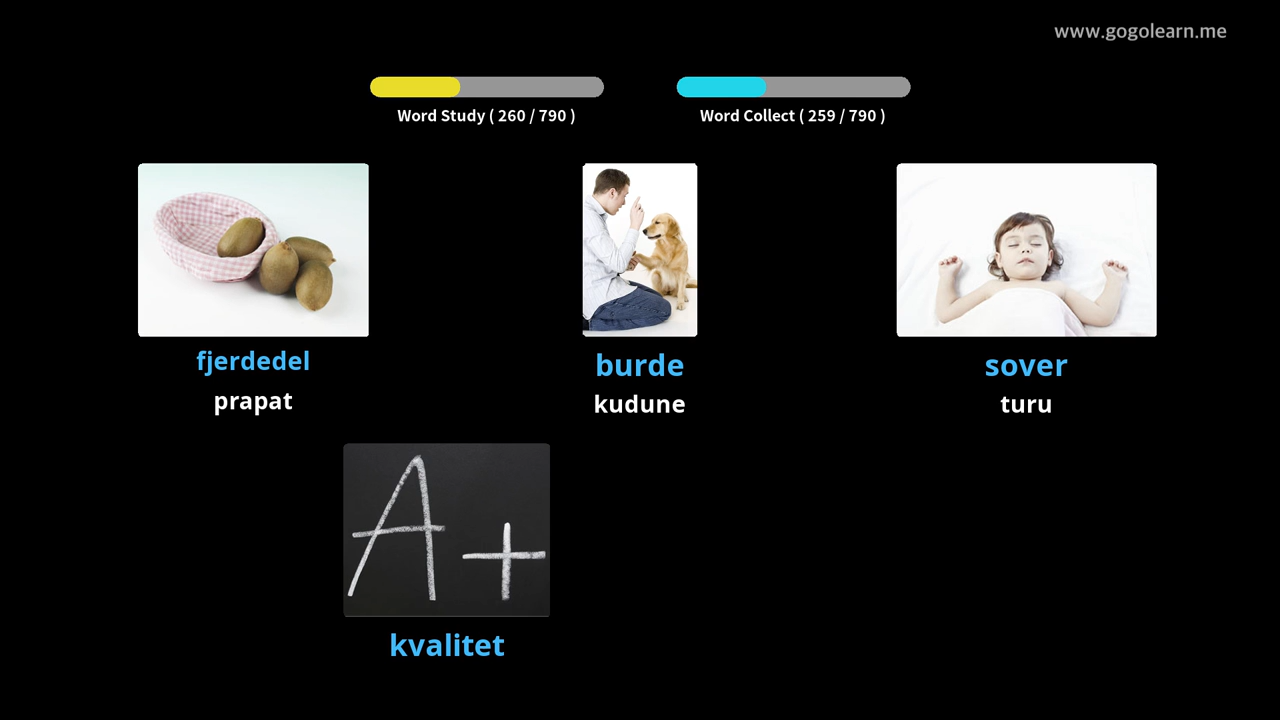 www.gogolearn.me
Word Study ( 260 / 790 )
Word Collect ( 259 / 790 )
fjerdedel
prapat
burde
kudune
sover
turu
A+
kvalitet